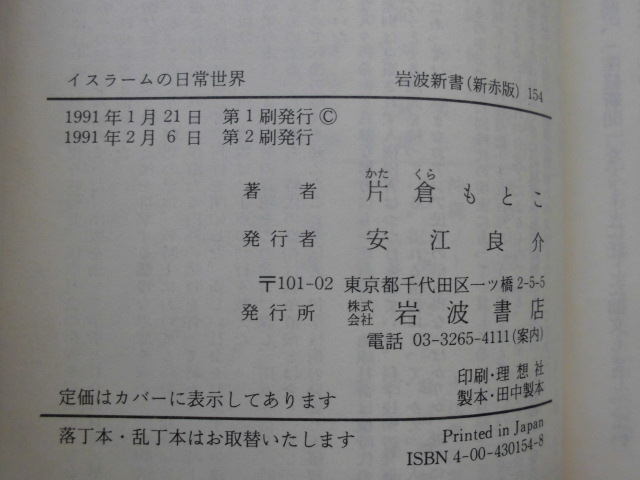 イスラームの日常世界 岩波新書(新赤版) 154
1991年1月21日 第1刷発行 ©
1991年2月6日 第2刷発行
かた くら
著者 片倉もとこ
発行者 安江良介
〒101-02 東京都千代田区一ツ橋2-5-5
発行所 株式会社 岩波書店
電話 03-3265-4111(案内)
印刷・理想社
定価はカバーに表示してあります 製本・田中製本
落丁本・乱丁本はお取替いたします Printed in Japan
ISBN 4-00-430154-8